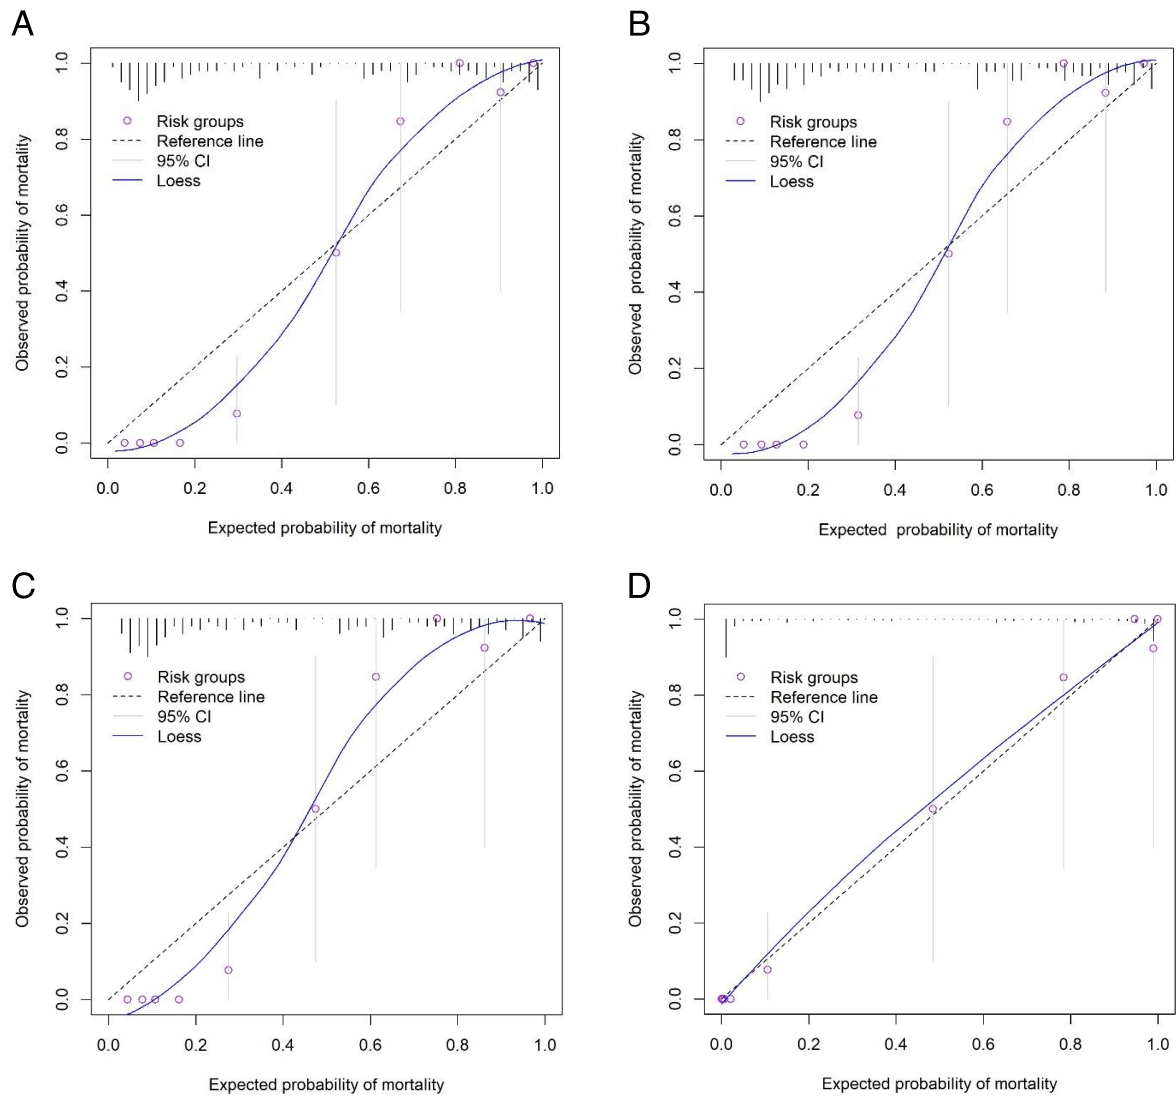 A
1.0
0.8
0.6
0.4
0.2
0.0
Observed probability of mortality
Risk groups
Reference line
95% CI
Loess
0.0 0.2 0.4 0.6 0.8 1.0
Expected probability of mortality
B
1.0
0.8
0.6
0.4
0.2
0.0
Observed probability of mortality
Risk groups
Reference line
95% CI
Loess
0.0 0.2 0.4 0.6 0.8 1.0
Expected probability of mortality
C
1.0
0.8
0.6
0.4
0.2
0.0
Observed probability of mortality
Risk groups
Reference line
95% CI
Loess
0.0 0.2 0.4 0.6 0.8 1.0
Expected probability of mortality
D
1.0
0.8
0.6
0.4
0.2
0.0
Observed probability of mortality
Risk groups
Reference line
95% CI
Loess
0.0 0.2 0.4 0.6 0.8 1.0
Expected probability of mortality